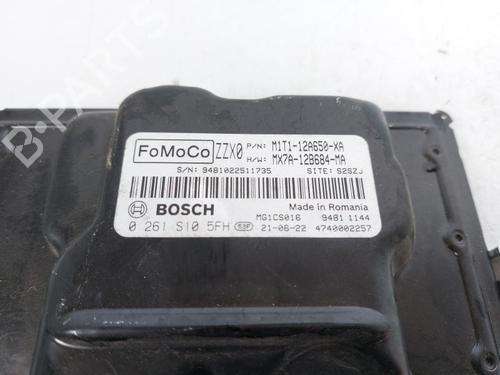 FoMoCo ZZX0 P/N: M1T1-12A650-XA
H/W: MX7A-12B684-MA
S/N: 9481022511735 SITE: S2SZJ
BOSCH Made in Romania
MG1CS016 9481 1144
0 261 S10 5FH S3F 21-06-22 4740002257